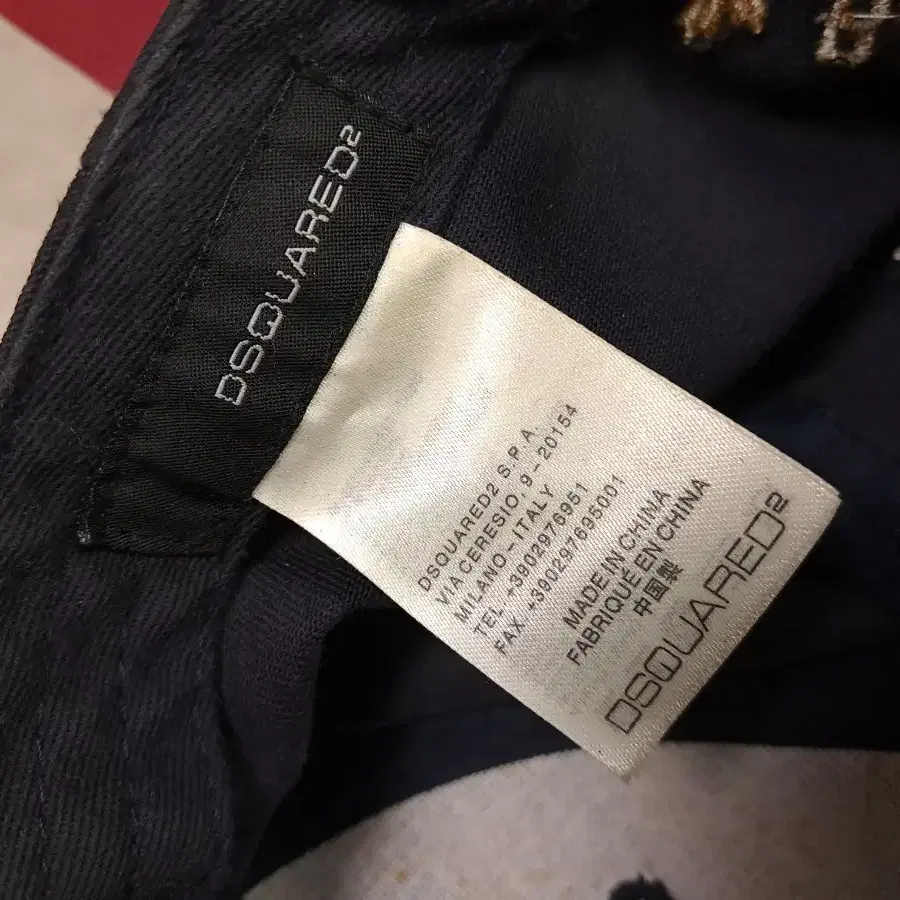 DSQUARED2
DSQUARED2 S.P.A.
VIA CERESIO, 9-20154
MILANO-ITALY
TEL. +3902976951
FAX. +390297695001
MADE IN CHINA
FABRIQUÉ EN CHINA
中国製
DSQUARED2